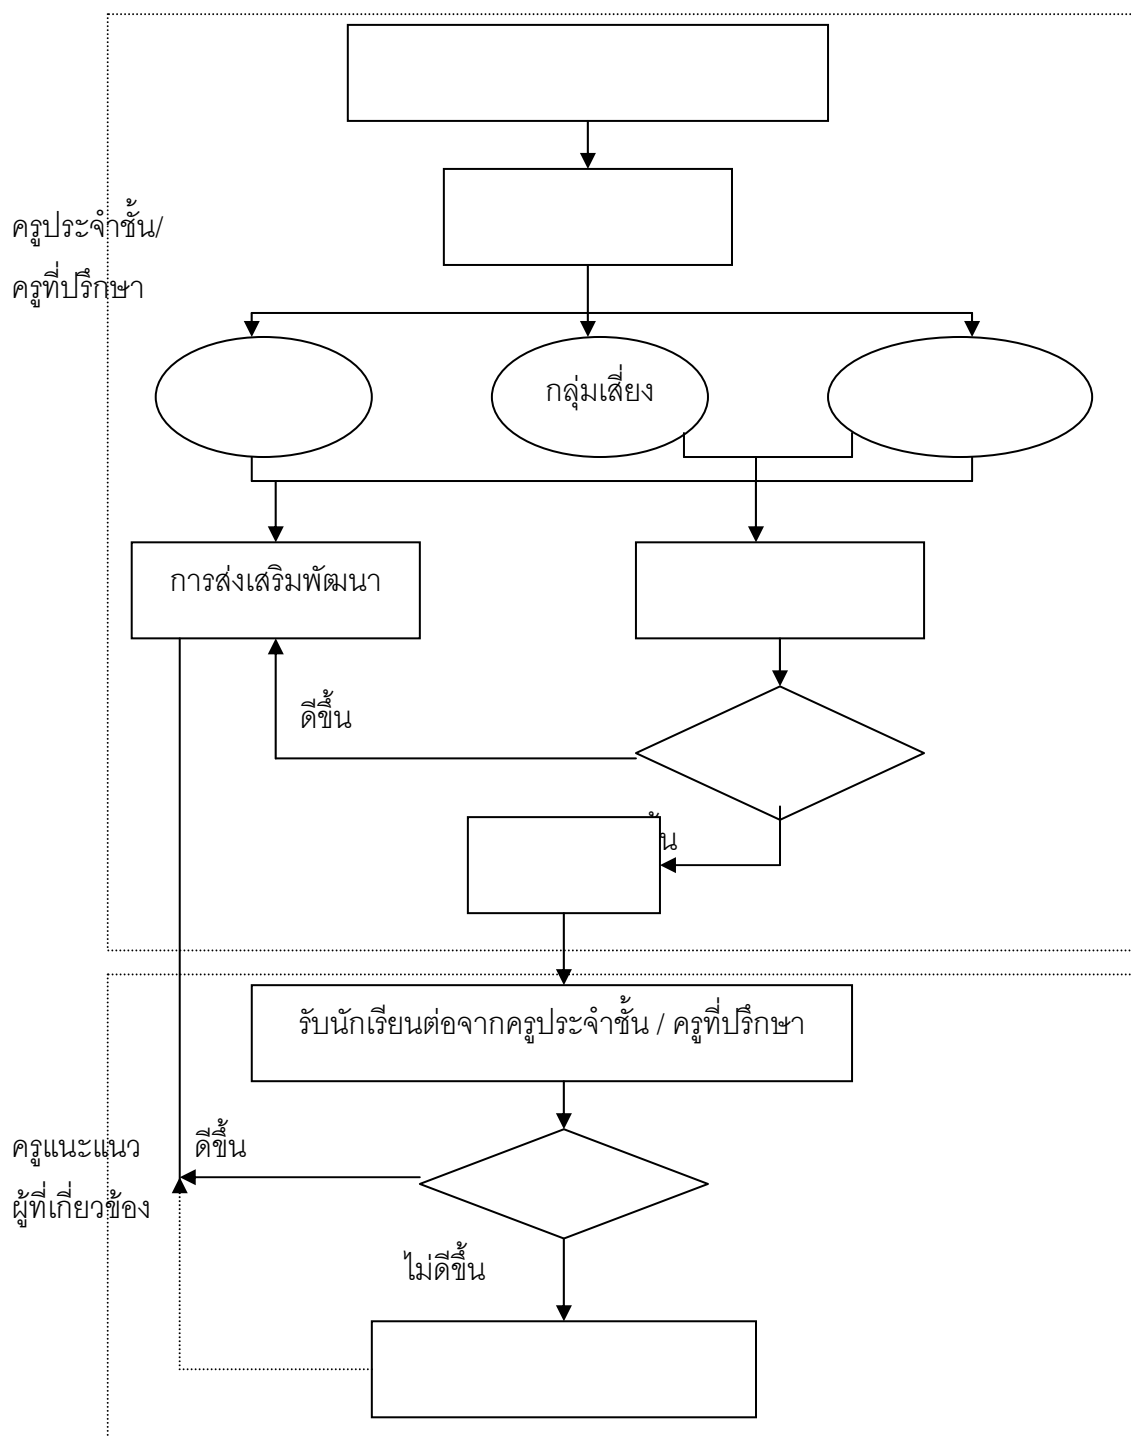 ครูประจำชั้น/
ครูที่ปรึกษา
กลุ่มเสี่ยง
การส่งเสริมพัฒนา
ดีขึ้น
รับนักเรียนต่อจากครูประจำชั้น / ครูที่ปรึกษา
ครูแนะแนว
ดีขึ้น
ผู้ที่เกี่ยวข้อง
ไม่ดีขึ้น